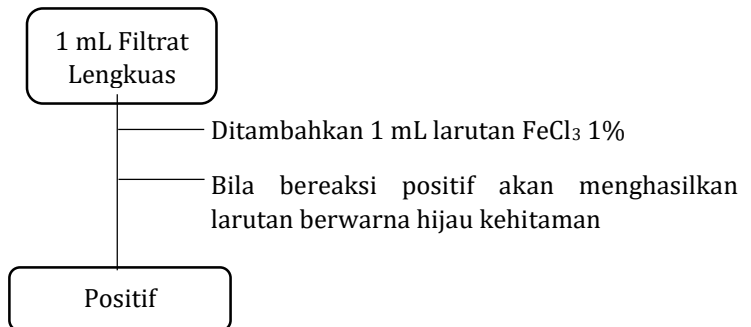 1 mL Filtrat
Lengkuas
Ditambahkan 1 mL larutan FeCl₃ 1%
Bila bereaksi positif akan menghasilkan
larutan berwarna hijau kehitaman
Positif